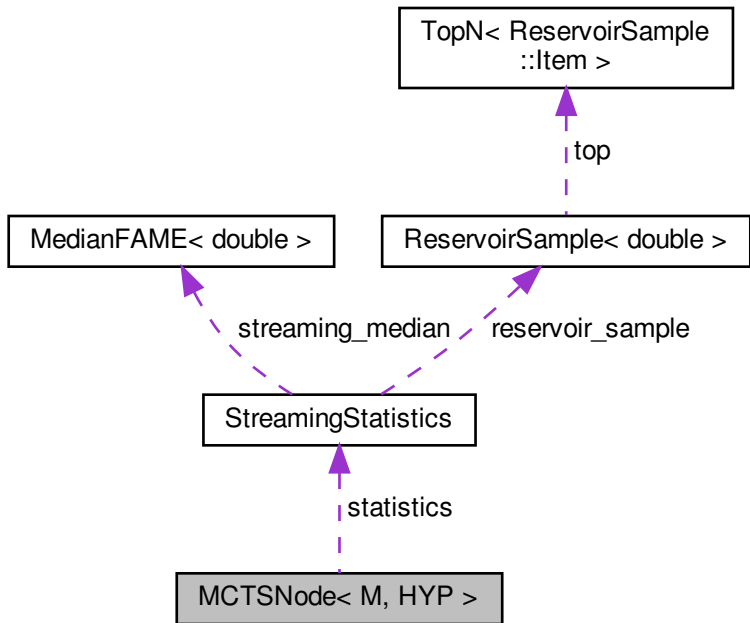 TopN< ReservoirSample
::Item >
top
MedianFAME< double >
ReservoirSample< double >
streaming_median
reservoir_sample
StreamingStatistics
statistics
MCTSNode< M, HYP >